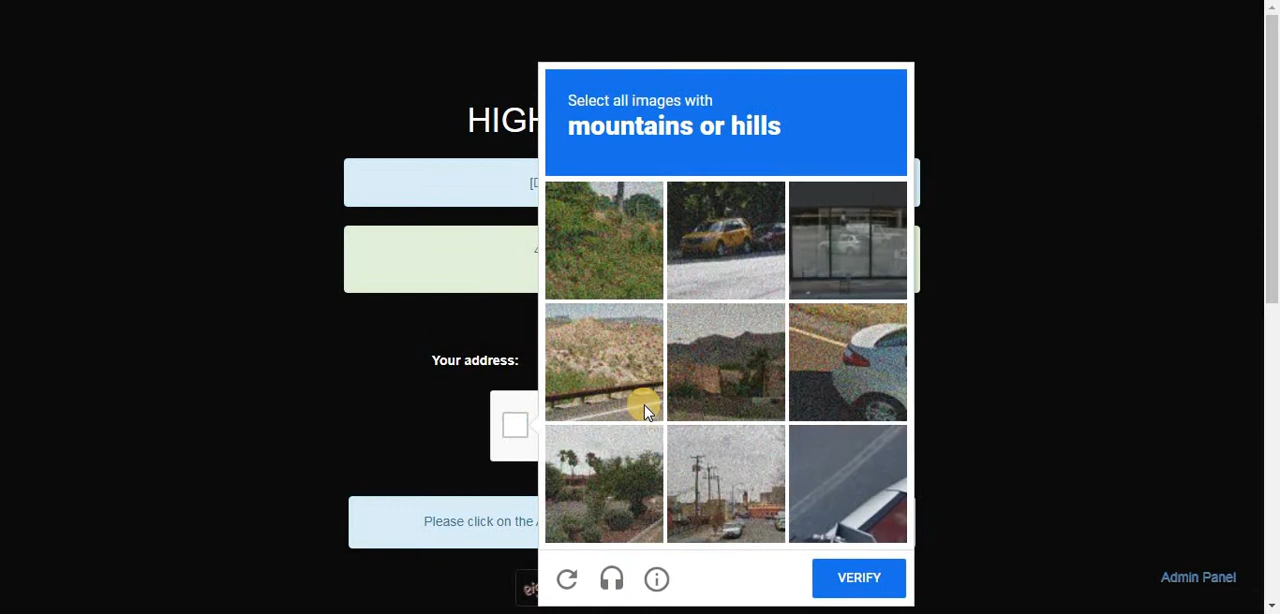 Select all images with
mountains or hills
HIGH
Your address:
Please click on the
VERIFY
Admin Panel